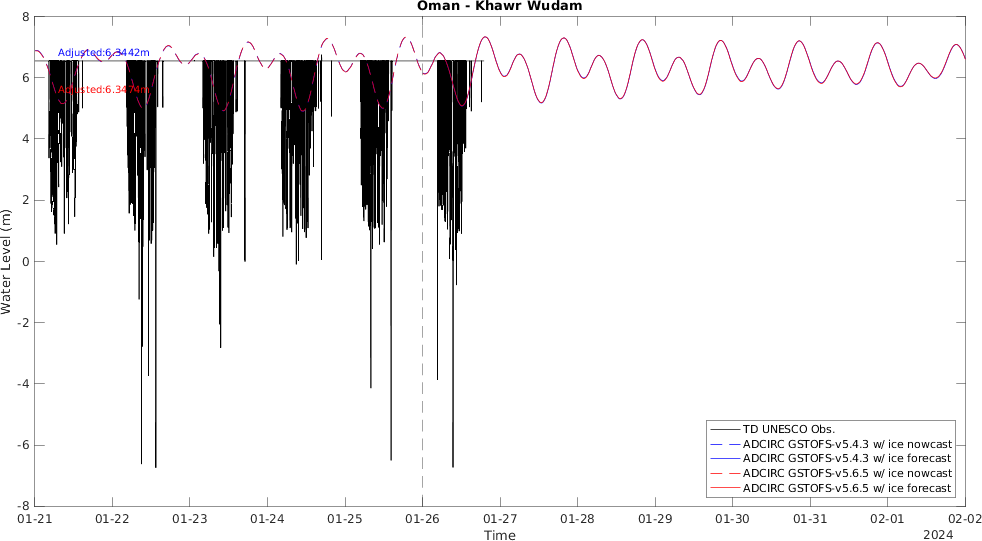 Oman - Khawr Wudam
8
6
4
2
0
-2
-4
-6
-8
Water Level (m)
Adjusted:6.3442m
Adjusted:6.3474m
TD UNESCO Obs.
ADCIRC GSTOFS-v5.4.3 w/ ice nowcast
ADCIRC GSTOFS-v5.4.3 w/ ice forecast
ADCIRC GSTOFS-v5.6.5 w/ ice nowcast
ADCIRC GSTOFS-v5.6.5 w/ ice forecast
01-21 01-22 01-23 01-24 01-25 01-26 01-27 01-28 01-29 01-30 01-31 02-01 02-02
Time
2024